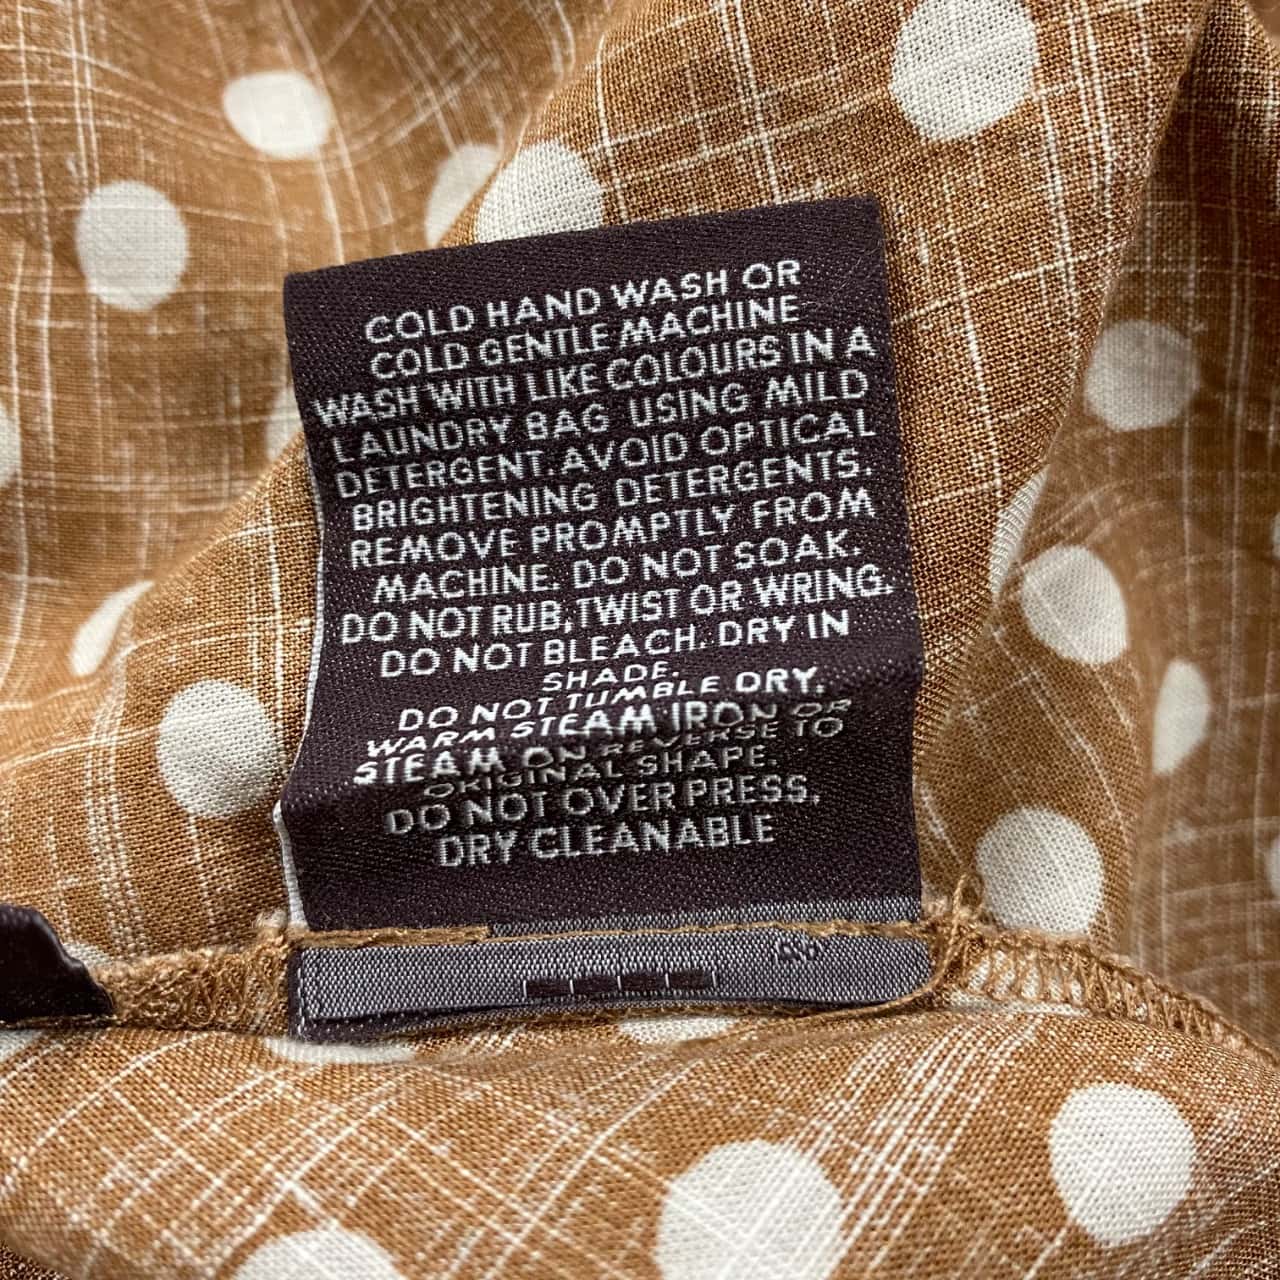 COLD HAND WASH OR
COLD GENTLE MACHINE
WASH WITH LIKE COLOURS IN A
LAUNDRY BAG USING MILD
DETERGENT. AVOID OPTICAL
BRIGHTENING DETERGENTS.
REMOVE PROMPTLY FROM
MACHINE. DO NOT SOAK.
DO NOT RUB, TWIST OR WRING.
DO NOT BLEACH. DRY IN
SHADE.
DO NOT TUMBLE DRY.
WARM STEAM IRON OR
STEAM ON REVERSE TO
ORIGINAL SHAPE.
DO NOT OVER PRESS.
DRY CLEANABLE